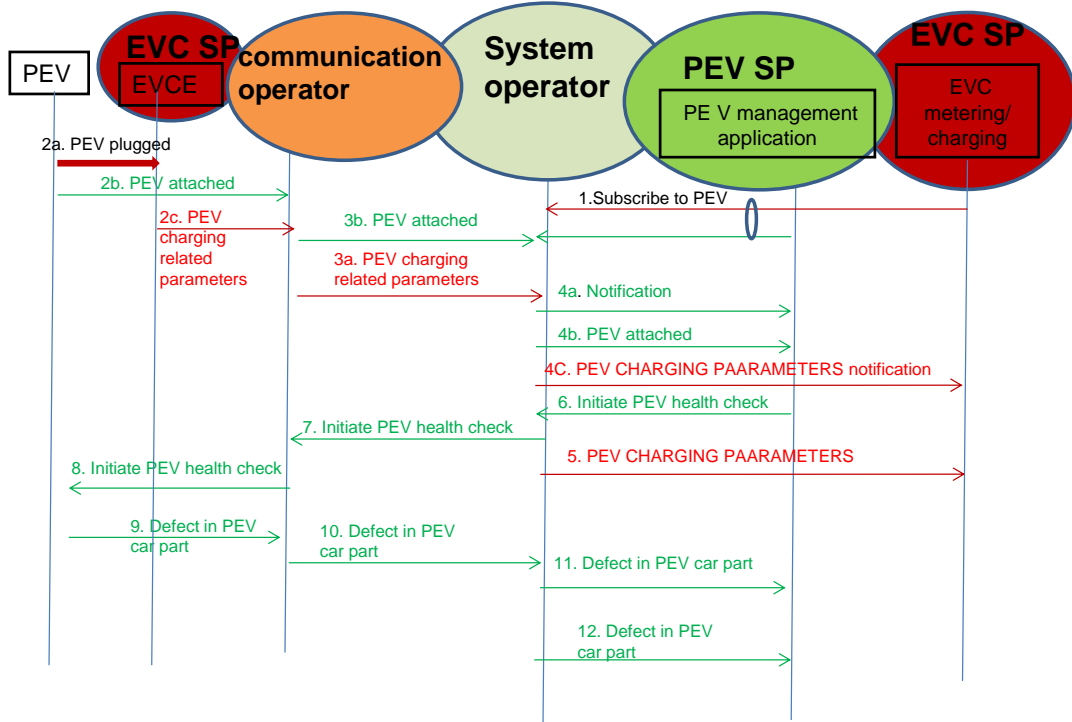 EVC SP
communication
operator
System
operator
PEV SP
EVC SP
PEV
EVCE
PE V management
application
EVC
metering/
charging
2a. PEV plugged
2b. PEV attached
1.Subscribe to PEV
2c. PEV
charging
related
parameters
3b. PEV attached
3a. PEV charging
related parameters
4a. Notification
4b. PEV attached
4C. PEV CHARGING PAARAMETERS notification
6. Initiate PEV health check
7. Initiate PEV health check
5. PEV CHARGING PAARAMETERS
8. Initiate PEV health check
9. Defect in PEV
car part
10. Defect in PEV
car part
11. Defect in PEV car part
12. Defect in PEV
car part